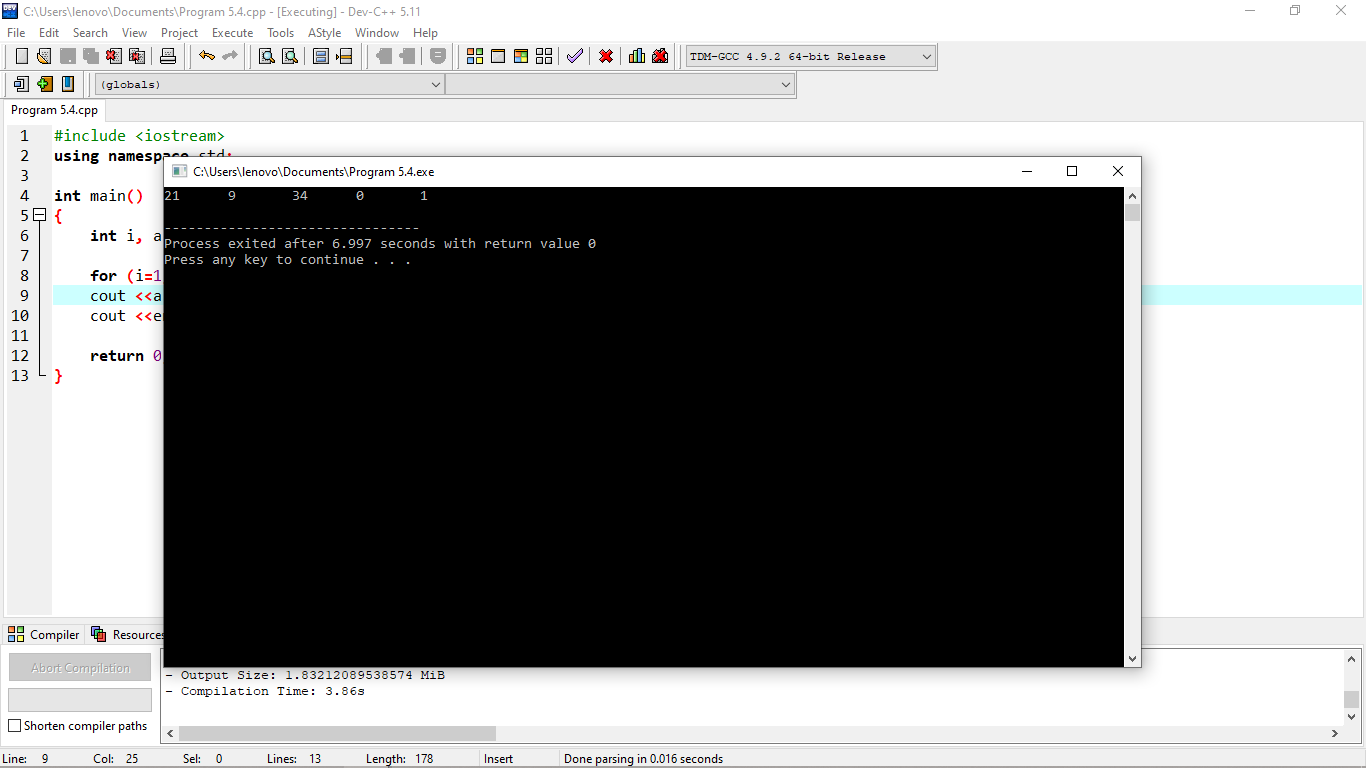 C:\Users\lenovo\Documents\Program 5.4.cpp - [Executing] - Dev-C++ 5.11
File Edit Search View Project Execute Tools AStyle Window Help
TDM-GCC 4.9.2 64-bit Release
(globals)
Program 5.4.cpp
1 #include <iostream>
2 using namespace std;
3
4 int main()
5 {
6 int i, a
7
8 for (i=1
9 cout <<a
10 cout <<e
11
12 return 0
13 }
C:\Users\lenovo\Documents\Program 5.4.exe
21 9 34 0 1
--------------------------------
Process exited after 6.997 seconds with return value 0
Press any key to continue . . .
Compiler Resources
Abort Compilation
Shorten compiler paths
- Output Size: 1.83212089538574 MiB
- Compilation Time: 3.86s
Line: 9 Col: 25 Sel: 0 Lines: 13 Length: 178 Insert Done parsing in 0.016 seconds